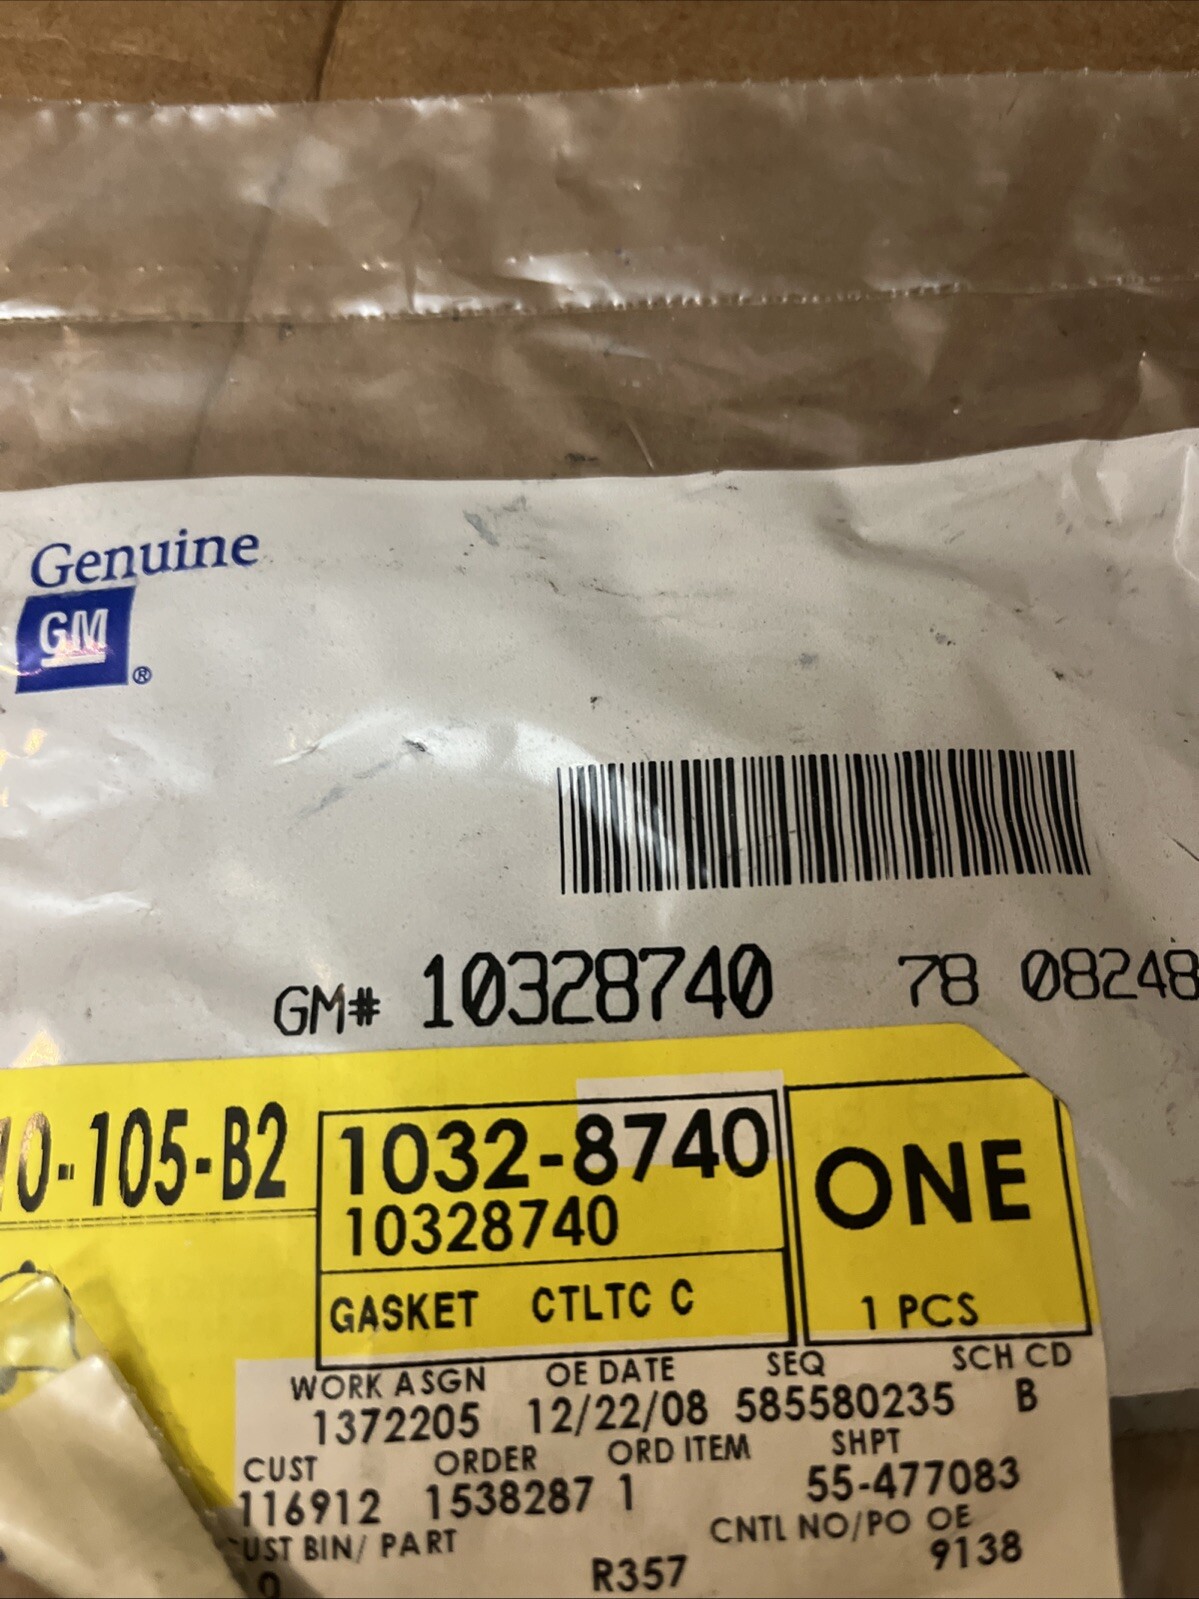 Genuine
GM ®
GM# 10328740 78 08248
10-105-B2
1032-8740
10328740
ONE
GASKET CTLTC C
1 PCS
WORK ASGN OE DATE SEQ SCH CD
1372205 12/22/08 585580235 B
CUST ORDER ORD ITEM SHPT
116912 1538287 1 55-477083
CUST BIN/ PART CNTL NO/PO OE
R357 9138